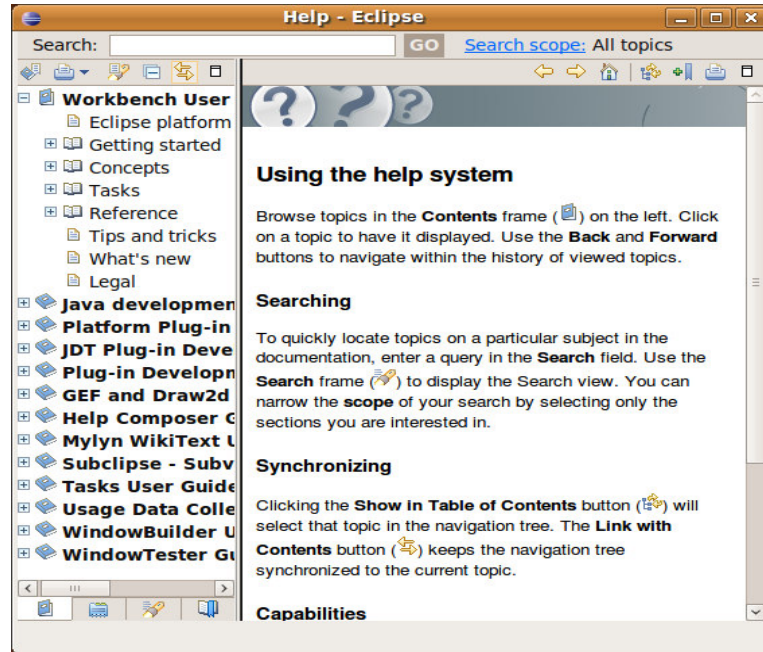 Help - Eclipse
Search: GO Search scope: All topics
Workbench User
Eclipse platform
Getting started
Concepts
Tasks
Reference
Tips and tricks
What's new
Legal
Java developmen
Platform Plug-in
JDT Plug-in Deve
Plug-in Developn
GEF and Draw2d
Help Composer G
Mylyn WikiText U
Subclipse - Subv
Tasks User Guide
Usage Data Colle
WindowBuilder U
WindowTester Gu
Using the help system
Browse topics in the Contents frame ( ) on the left. Click
on a topic to have it displayed. Use the Back and Forward
buttons to navigate within the history of viewed topics.
Searching
To quickly locate topics on a particular subject in the
documentation, enter a query in the Search field. Use the
Search frame ( ) to display the Search view. You can
narrow the scope of your search by selecting only the
sections you are interested in.
Synchronizing
Clicking the Show in Table of Contents button ( ) will
select that topic in the navigation tree. The Link with
Contents button ( ) keeps the navigation tree
synchronized to the current topic.
Capabilities